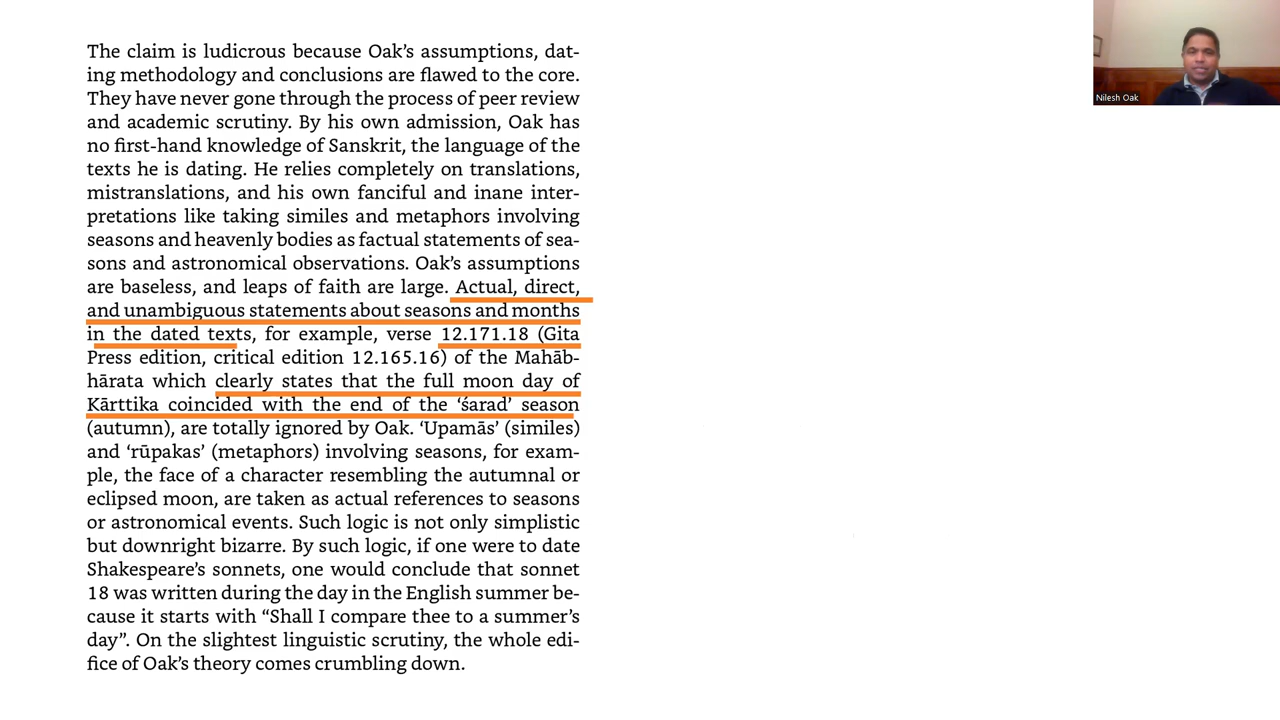 The claim is ludicrous because Oak’s assumptions, dat-
ing methodology and conclusions are flawed to the core.
They have never gone through the process of peer review
and academic scrutiny. By his own admission, Oak has
no first-hand knowledge of Sanskrit, the language of the
texts he is dating. He relies completely on translations,
mistranslations, and his own fanciful and inane inter-
pretations like taking similes and metaphors involving
seasons and heavenly bodies as factual statements of sea-
sons and astronomical observations. Oak’s assumptions
are baseless, and leaps of faith are large. Actual, direct,
and unambiguous statements about seasons and months
in the dated texts, for example, verse 12.171.18 (Gita
Press edition, critical edition 12.165.16) of the Mahāb-
hārata which clearly states that the full moon day of
Kārttika coincided with the end of the ‘śarad’ season
(autumn), are totally ignored by Oak. ‘Upamās’ (similes)
and ‘rūpakas’ (metaphors) involving seasons, for exam-
ple, the face of a character resembling the autumnal or
eclipsed moon, are taken as actual references to seasons
or astronomical events. Such logic is not only simplistic
but downright bizarre. By such logic, if one were to date
Shakespeare’s sonnets, one would conclude that sonnet
18 was written during the day in the English summer be-
cause it starts with “Shall I compare thee to a summer’s
day”. On the slightest linguistic scrutiny, the whole edi-
fice of Oak’s theory comes crumbling down.
Nilesh Oak